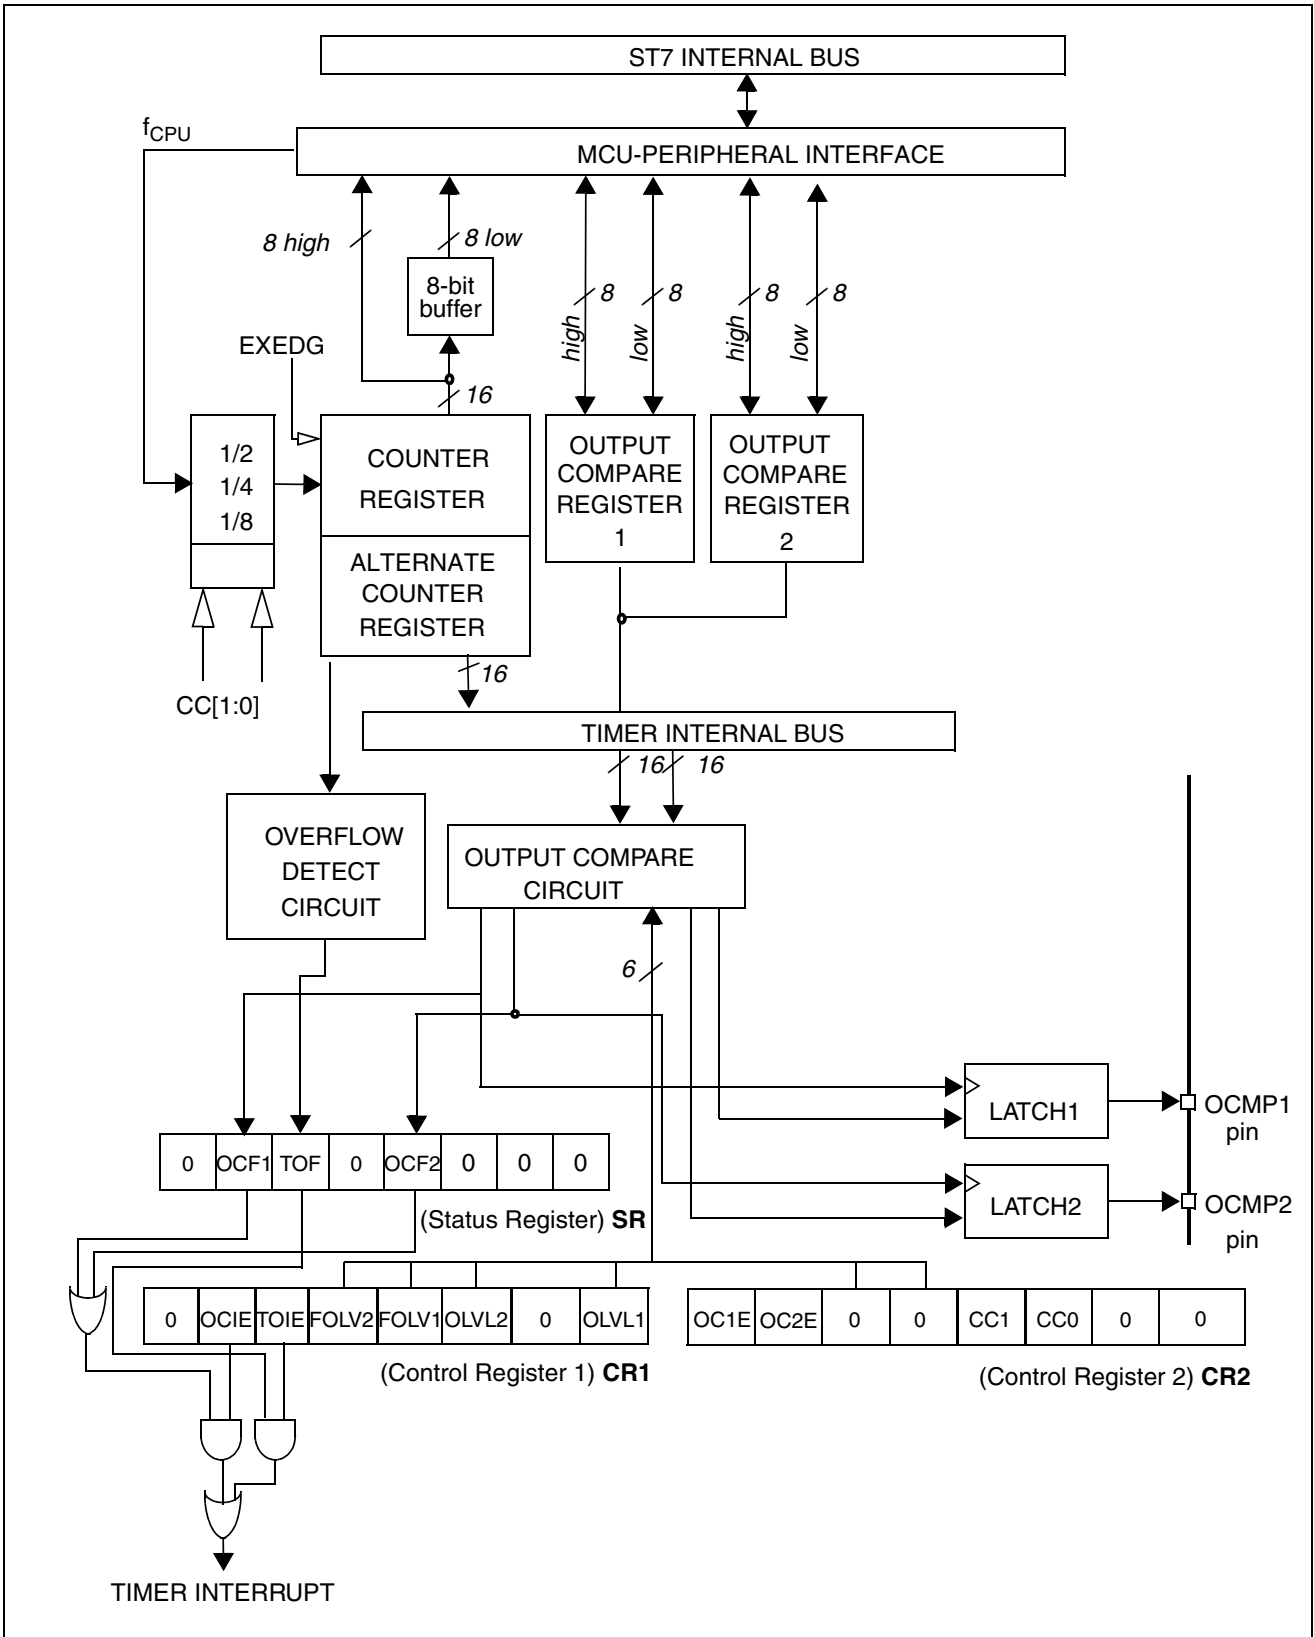 ST7 INTERNAL BUS
fCPU
MCU-PERIPHERAL INTERFACE
8 high
8 low
8-bit
buffer
high
8
low
8
high
8
low
8
EXEDG
16
1/2
1/4
1/8
COUNTER
REGISTER
OUTPUT
COMPARE
REGISTER
1
OUTPUT
COMPARE
REGISTER
2
ALTERNATE
COUNTER
REGISTER
16
CC[1:0]
TIMER INTERNAL BUS
16
16
OVERFLOW
DETECT
CIRCUIT
OUTPUT COMPARE
CIRCUIT
6
LATCH1
OCMP1
pin
LATCH2
OCMP2
pin
0 OCF1 TOF 0 OCF2 0 0 0
(Status Register) SR
0 OCIE TOIE FOLV2 FOLV1 OLVL2 0 OLVL1
(Control Register 1) CR1
OC1E OC2E 0 0 CC1 CC0 0 0
(Control Register 2) CR2
TIMER INTERRUPT